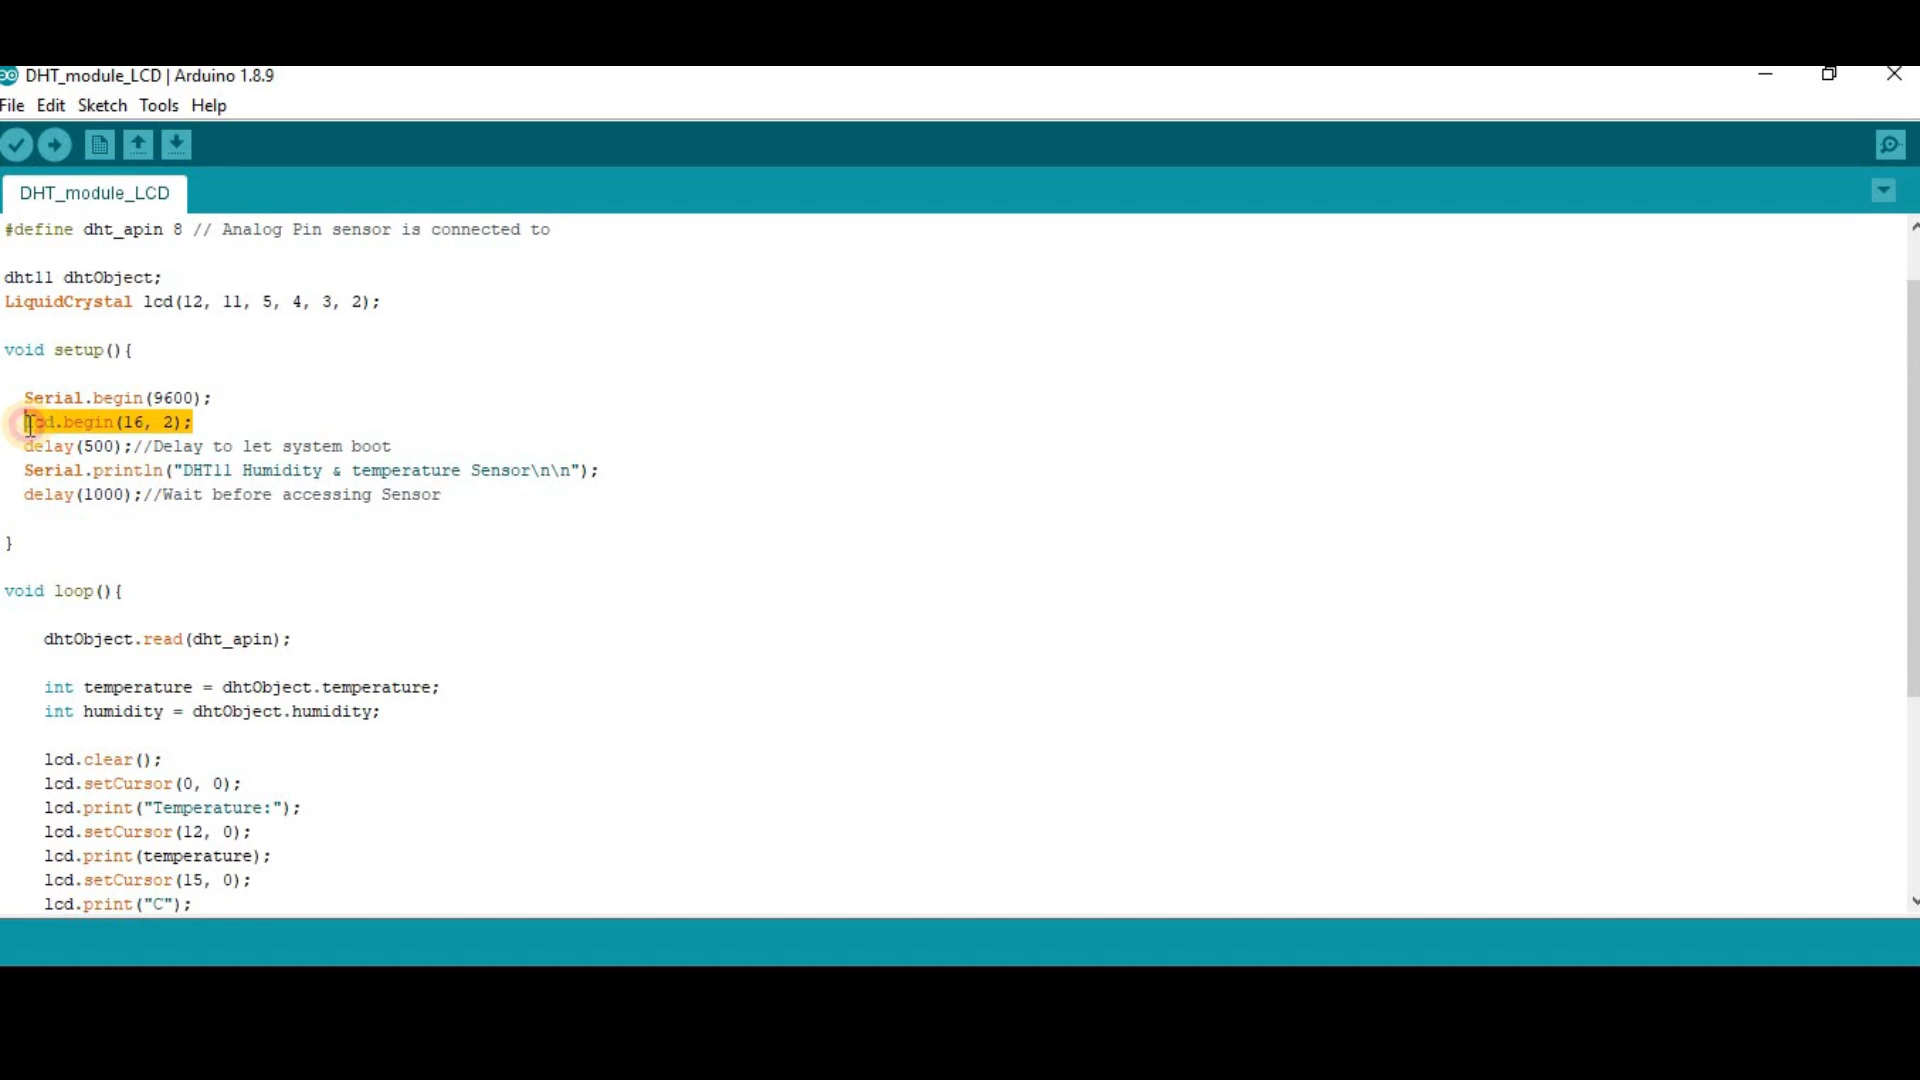 DHT_module_LCD | Arduino 1.8.9
File Edit Sketch Tools Help
DHT_module_LCD
#define dht_apin 8 // Analog Pin sensor is connected to
dht11 dhtObject;
LiquidCrystal lcd(12, 11, 5, 4, 3, 2);
void setup(){
Serial.begin(9600);
lcd.begin(16, 2);
delay(500);//Delay to let system boot
Serial.println("DHT11 Humidity & temperature Sensor\n\n");
delay(1000);//Wait before accessing Sensor
}
void loop(){
dhtObject.read(dht_apin);
int temperature = dhtObject.temperature;
int humidity = dhtObject.humidity;
lcd.clear();
lcd.setCursor(0, 0);
lcd.print("Temperature:");
lcd.setCursor(12, 0);
lcd.print(temperature);
lcd.setCursor(15, 0);
lcd.print("C");